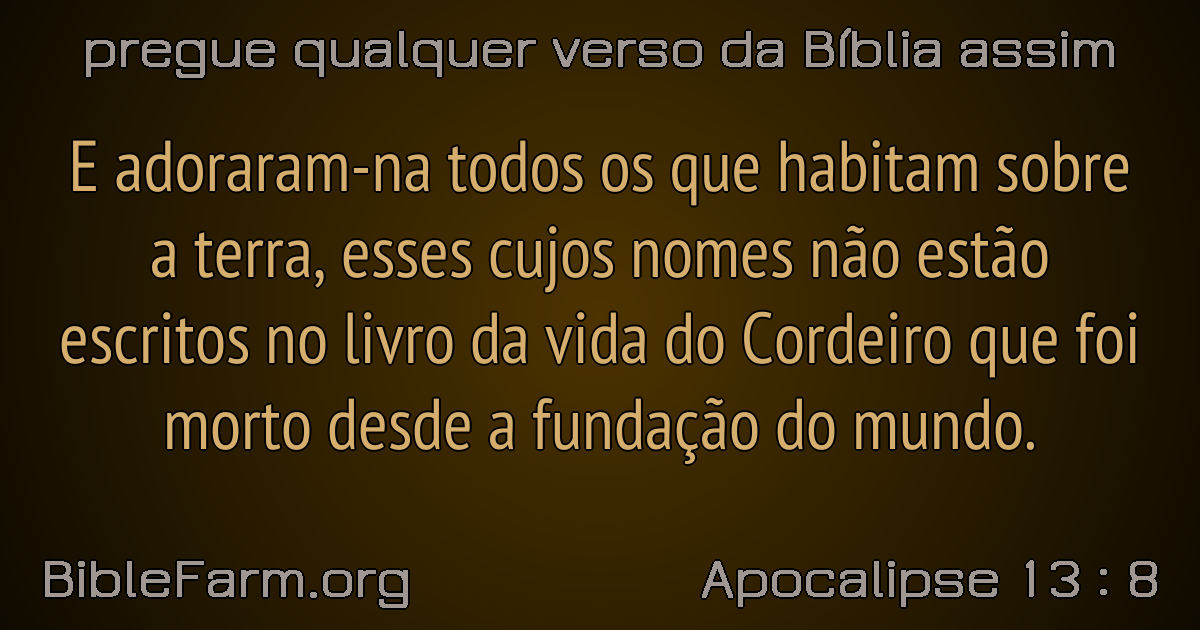 pregue qualquer verso da Bíblia assim
E adoraram-na todos os que habitam sobre
a terra, esses cujos nomes não estão
escritos no livro da vida do Cordeiro que foi
morto desde a fundação do mundo.
BibleFarm.org
Apocalipse 13 : 8